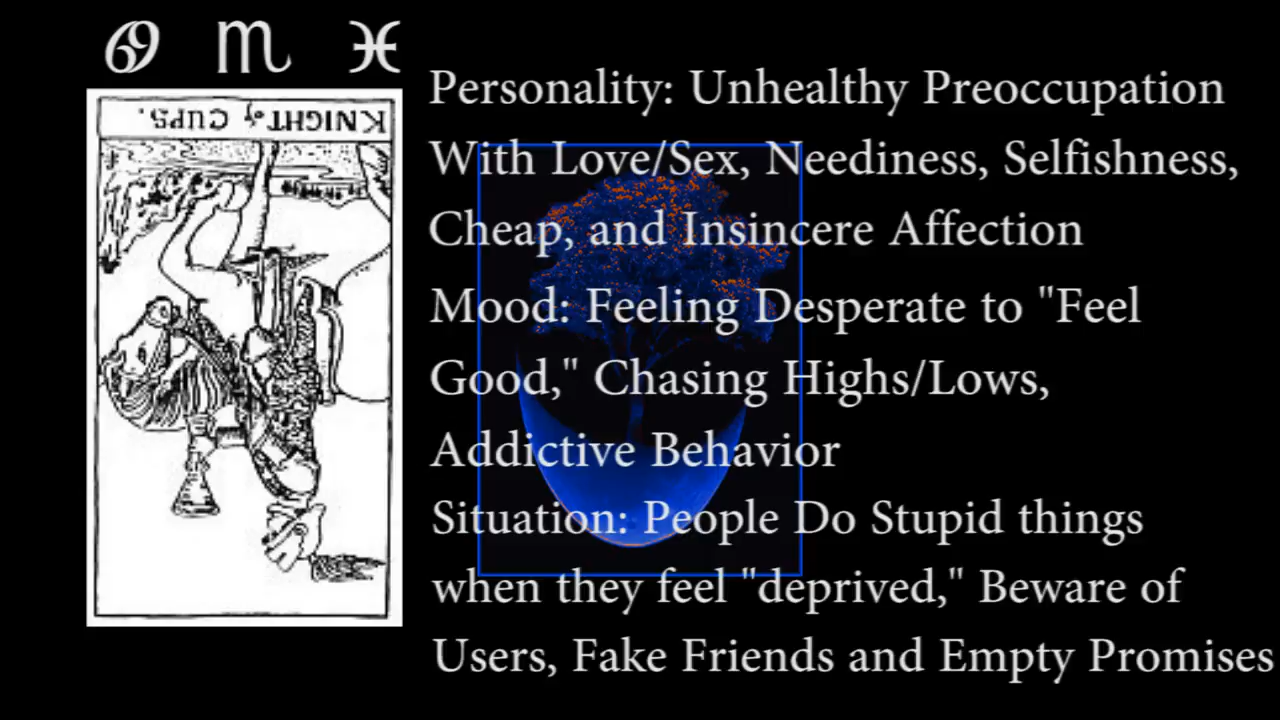 ♋ ♏ ♓
KNIGHT of CUPS.
Personality: Unhealthy Preoccupation
With Love/Sex, Neediness, Selfishness,
Cheap, and Insincere Affection
Mood: Feeling Desperate to "Feel
Good," Chasing Highs/Lows,
Addictive Behavior
Situation: People Do Stupid things
when they feel "deprived," Beware of
Users, Fake Friends and Empty Promises